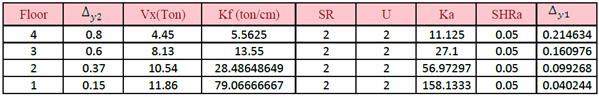 Floor Δy2 Vx(Ton) Kf (ton/cm) SR U Ka SHRa Δy1
4 0.8 4.45 5.5625 2 2 11.125 0.05 0.214634
3 0.6 8.13 13.55 2 2 27.1 0.05 0.160976
2 0.37 10.54 28.48648649 2 2 56.97297 0.05 0.099268
1 0.15 11.86 79.06666667 2 2 158.1333 0.05 0.040244